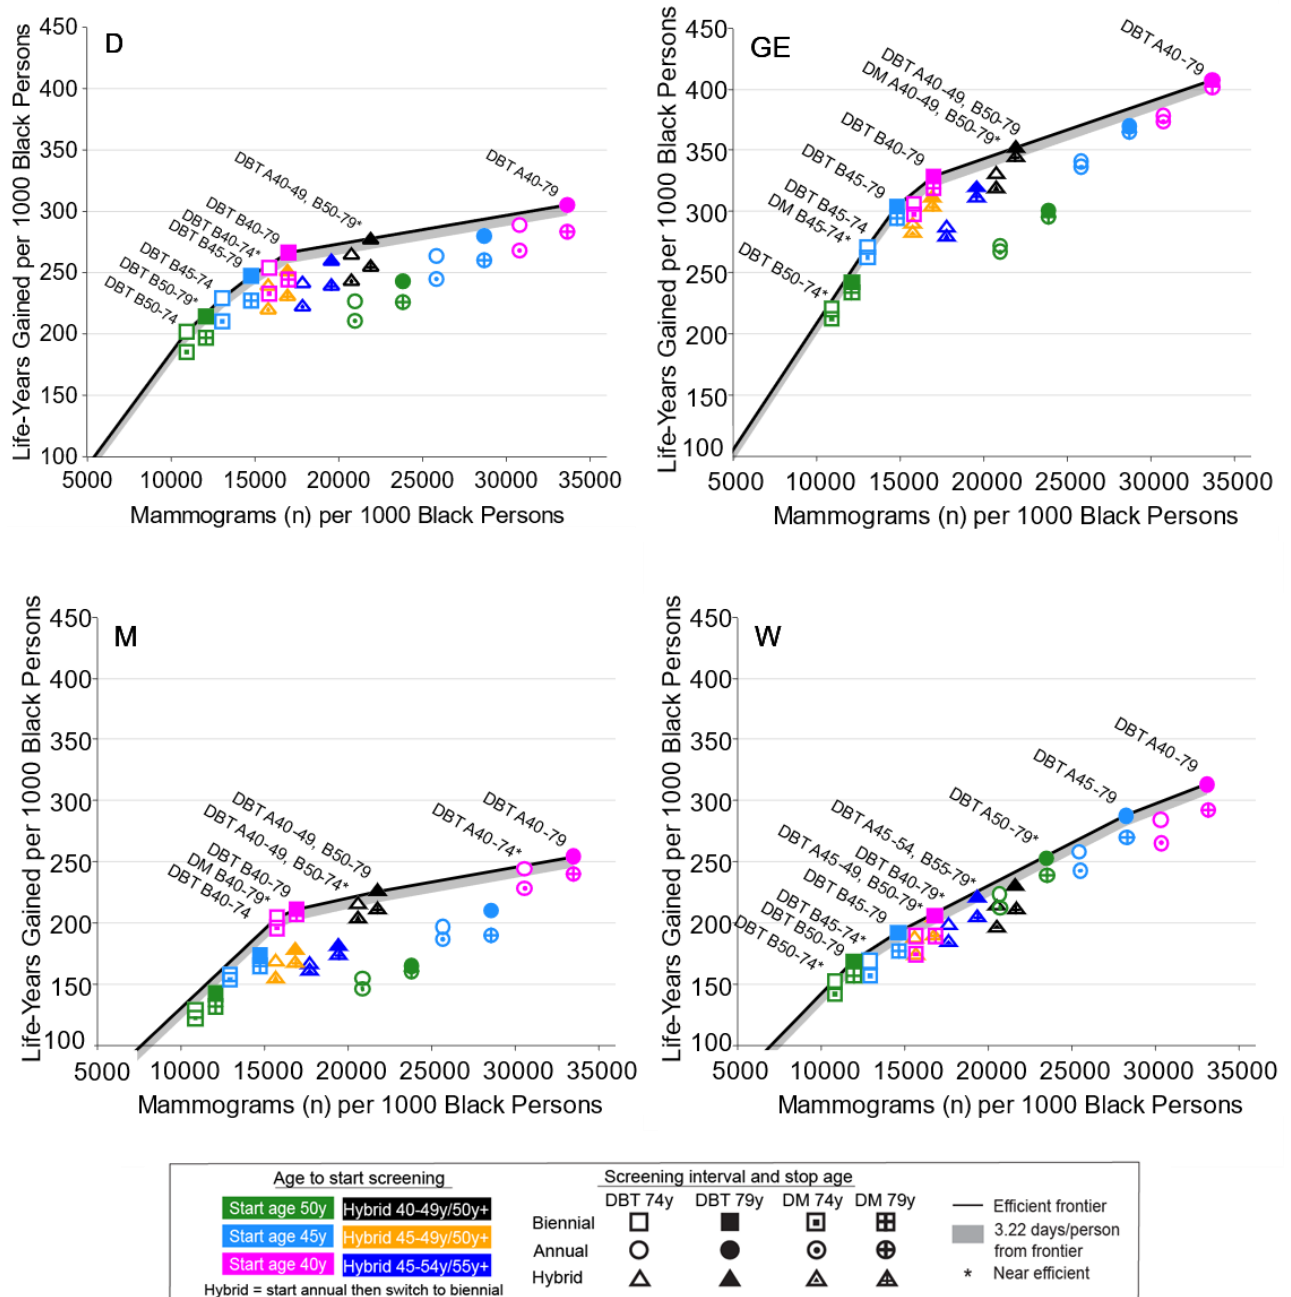 D
Life-Years Gained per 1000 Black Persons
450
400
350
300
250
200
150
100
DBT A40-49, B50-79*
DBT A40-79
DBT B40-79
DBT B40-74*
DBT B45-79
DBT B45-74
DBT B50-79*
DBT B50-74
5000 10000 15000 20000 25000 30000 35000
Mammograms (n) per 1000 Black Persons
GE
Life-Years Gained per 1000 Black Persons
450
400
350
300
250
200
150
100
DBT A40-79
DBT A40-49, B50-79
DM A40-49, B50-79*
DBT B40-79
DBT B45-79
DBT B45-74
DM B45-74*
DBT B50-74*
5000 10000 15000 20000 25000 30000 35000
Mammograms (n) per 1000 Black Persons
M
Life-Years Gained per 1000 Black Persons
450
400
350
300
250
200
150
100
DBT A40-49, B50-79
DBT A40-49, B50-74*
DBT A40-79
DBT A40-74*
DBT B40-79
DM B40-79*
DBT B40-74
5000 10000 15000 20000 25000 30000 35000
Mammograms (n) per 1000 Black Persons
W
Life-Years Gained per 1000 Black Persons
450
400
350
300
250
200
150
100
DBT A40-79
DBT A45-79
DBT A50-79*
DBT A45-54, B55-79*
DBT B40-79*
DBT A45-49, B50-79*
DBT B45-79
DBT B45-74*
DBT B50-79
DBT B50-74*
5000 10000 15000 20000 25000 30000 35000
Mammograms (n) per 1000 Black Persons
Age to start screening
Start age 50y Hybrid 40-49y/50y+
Start age 45y Hybrid 45-49y/50y+
Start age 40y Hybrid 45-54y/55y+
Hybrid = start annual then switch to biennial
Screening interval and stop age
DBT 74y DBT 79y DM 74y DM 79y
Biennial
Annual
Hybrid
Efficient frontier
3.22 days/person
from frontier
* Near efficient